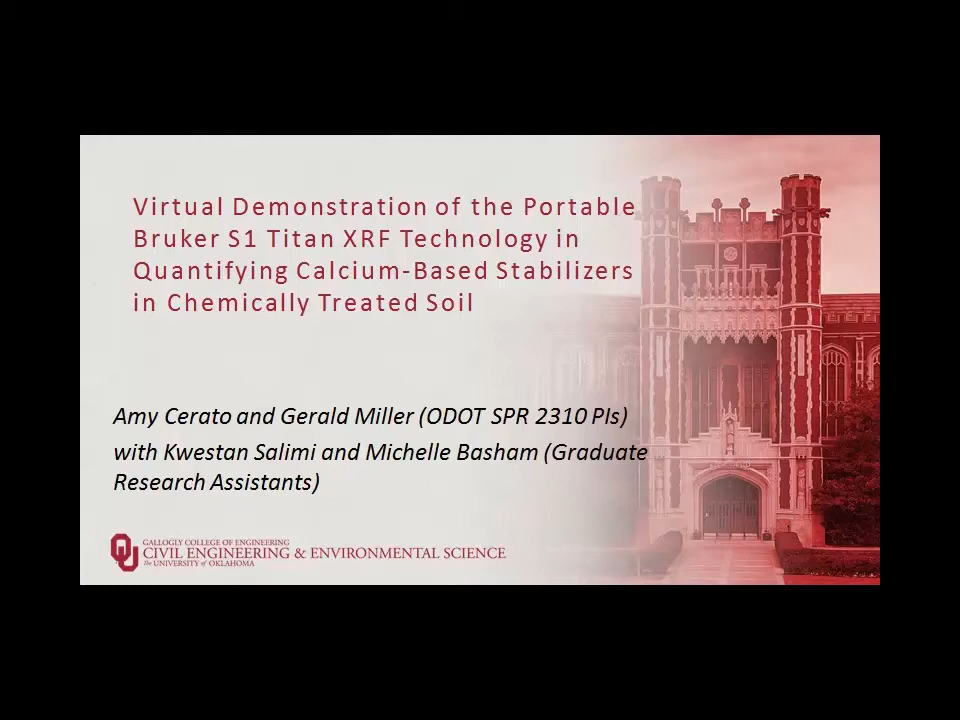 Virtual Demonstration of the Portable
Bruker S1 Titan XRF Technology in
Quantifying Calcium-Based Stabilizers
in Chemically Treated Soil
Amy Cerato and Gerald Miller (ODOT SPR 2310 PIs)
with Kwestan Salimi and Michelle Basham (Graduate
Research Assistants)
GALLOGLY COLLEGE OF ENGINEERING
CIVIL ENGINEERING & ENVIRONMENTAL SCIENCE
The UNIVERSITY of OKLAHOMA